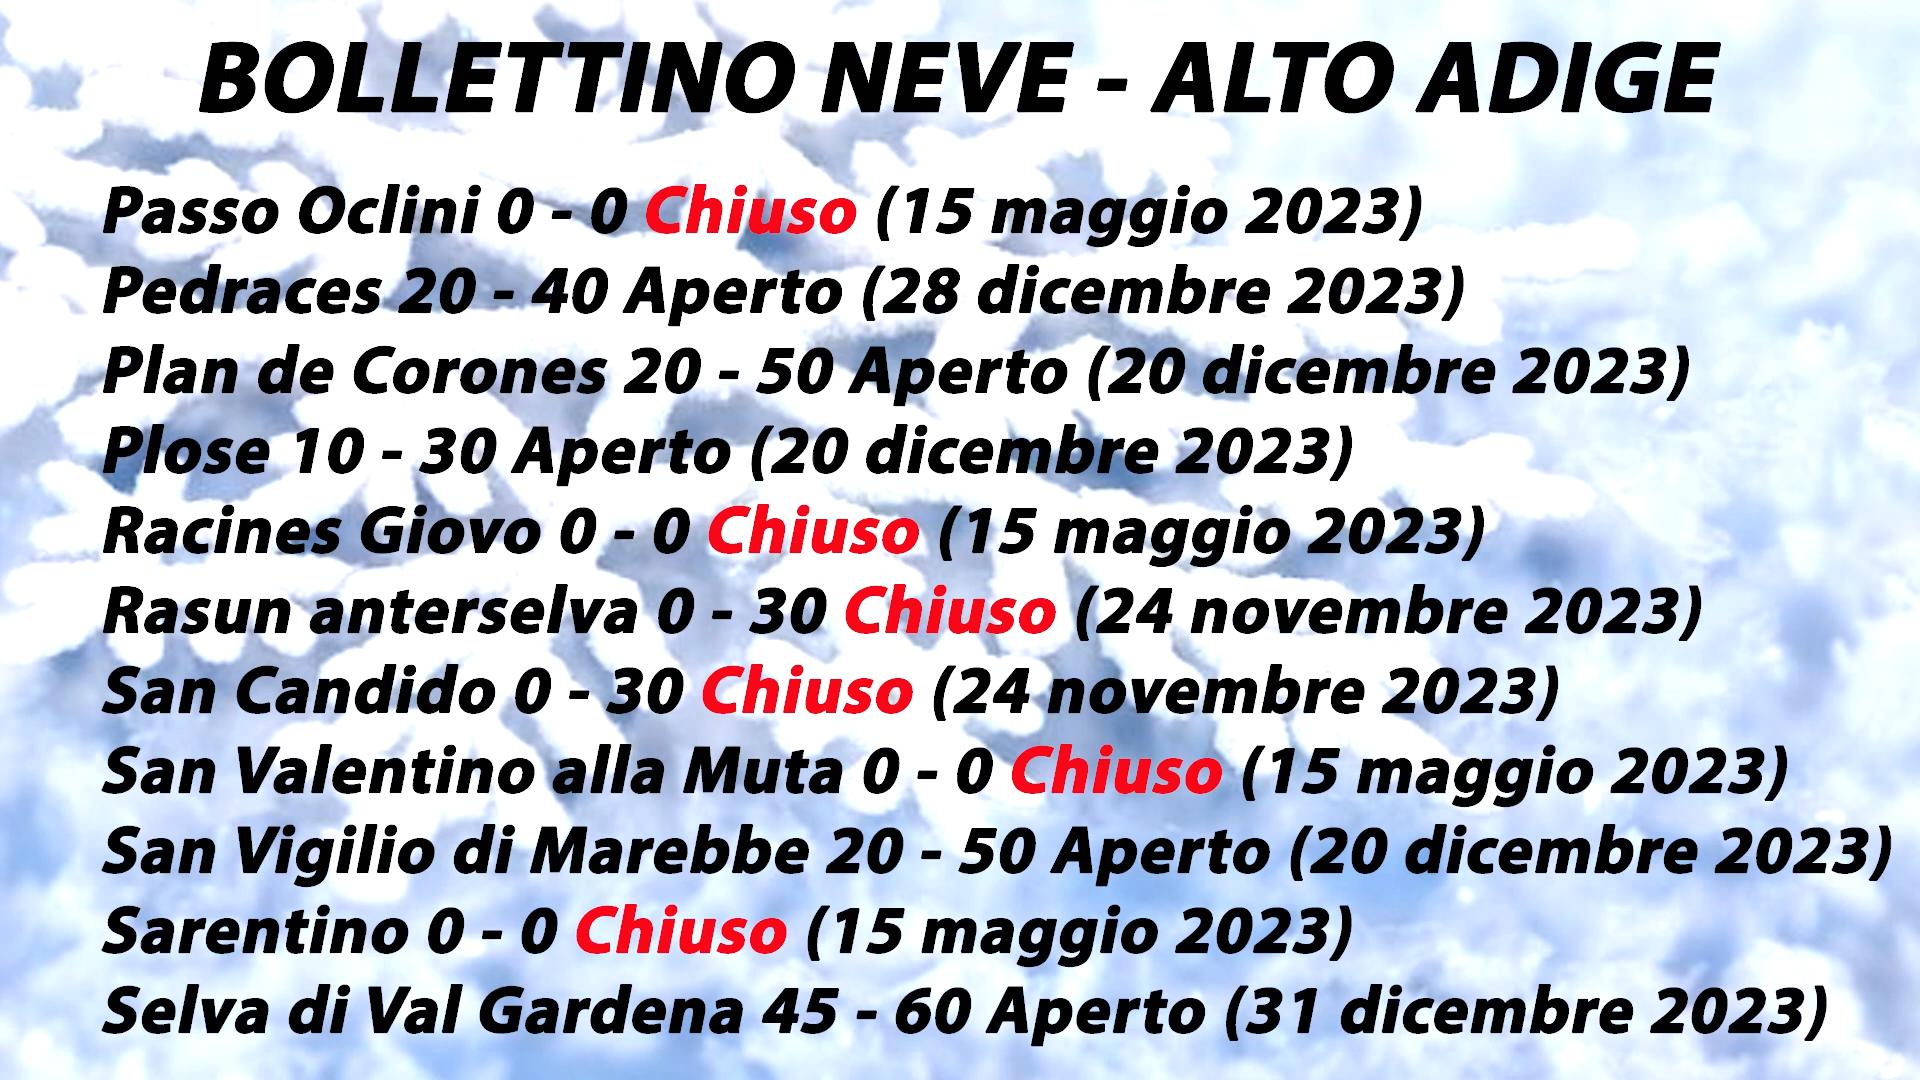 BOLLETTINO NEVE - ALTO ADIGE
Passo Oclini 0 - 0 Chiuso (15 maggio 2023)
Pedraces 20 - 40 Aperto (28 dicembre 2023)
Plan de Corones 20 - 50 Aperto (20 dicembre 2023)
Plose 10 - 30 Aperto (20 dicembre 2023)
Racines Giovo 0 - 0 Chiuso (15 maggio 2023)
Rasun anterselva 0 - 30 Chiuso (24 novembre 2023)
San Candido 0 - 30 Chiuso (24 novembre 2023)
San Valentino alla Muta 0 - 0 Chiuso (15 maggio 2023)
San Vigilio di Marebbe 20 - 50 Aperto (20 dicembre 2023)
Sarentino 0 - 0 Chiuso (15 maggio 2023)
Selva di Val Gardena 45 - 60 Aperto (31 dicembre 2023)